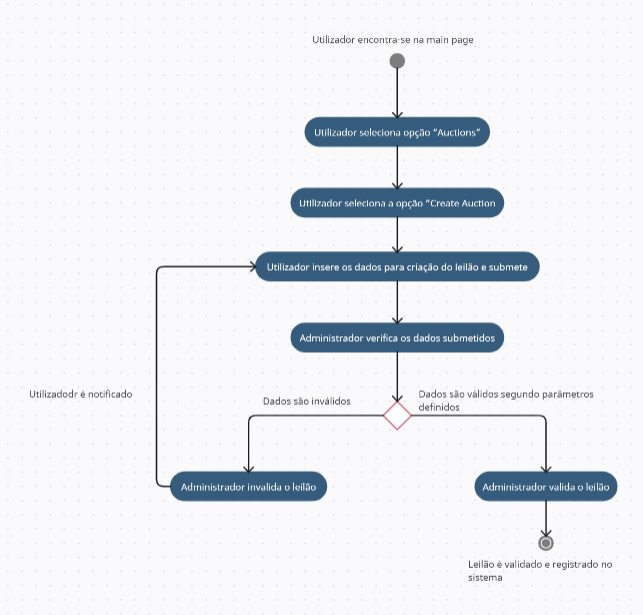 Utilizador encontra-se na main page
Utilizador seleciona opção "Auctions"
Utilizador seleciona a opção "Create Auction
Utilizador insere os dados para criação do leilão e submete
Administrador verifica os dados submetidos
Utilizadodr é notificado
Dados são inválidos
Dados são válidos segundo parâmetros
definidos
Administrador invalida o leilão
Administrador valida o leilão
Leilão é validado e registrado no
sistema